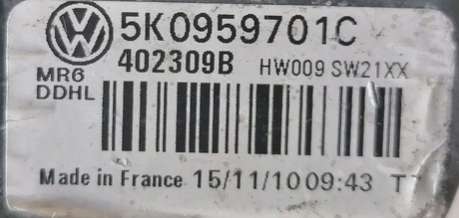 5K0959701C
402309B HW009 SW21XX
MR6
DDHL
Made in France 15/11/10 09:43